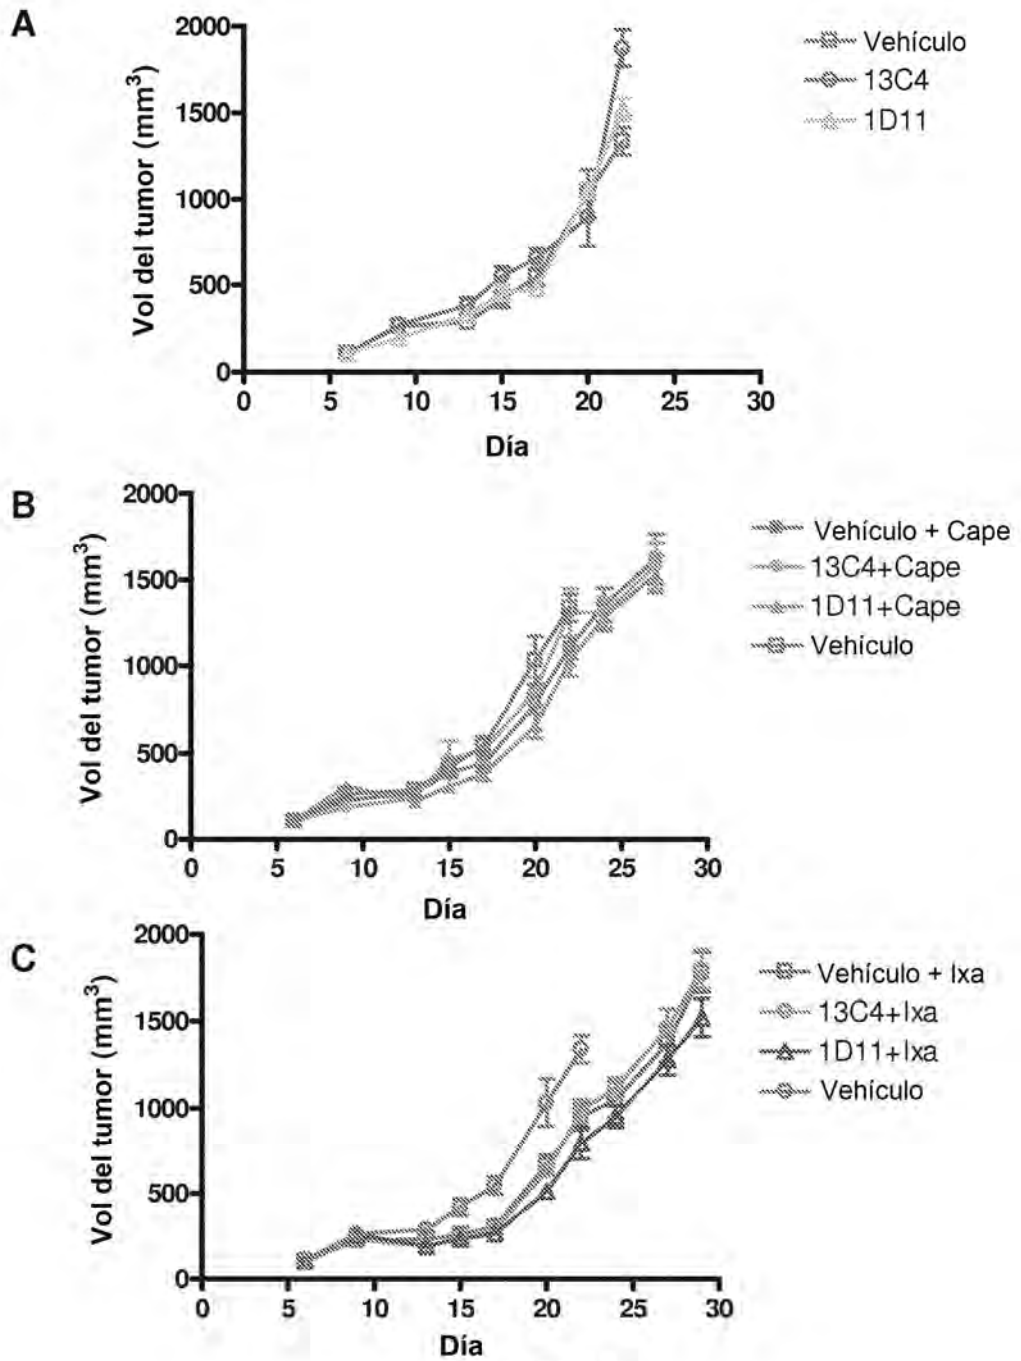 A
Vol del tumor (mm³)
2000
1500
1000
500
0
0 5 10 15 20 25 30
Día
Vehículo
13C4
1D11
B
Vol del tumor (mm³)
2000
1500
1000
500
0
0 5 10 15 20 25 30
Día
Vehículo + Cape
13C4+Cape
1D11+Cape
Vehículo
C
Vol del tumor (mm³)
2000
1500
1000
500
0
0 5 10 15 20 25 30
Día
Vehículo + Ixa
13C4+Ixa
1D11+Ixa
Vehículo